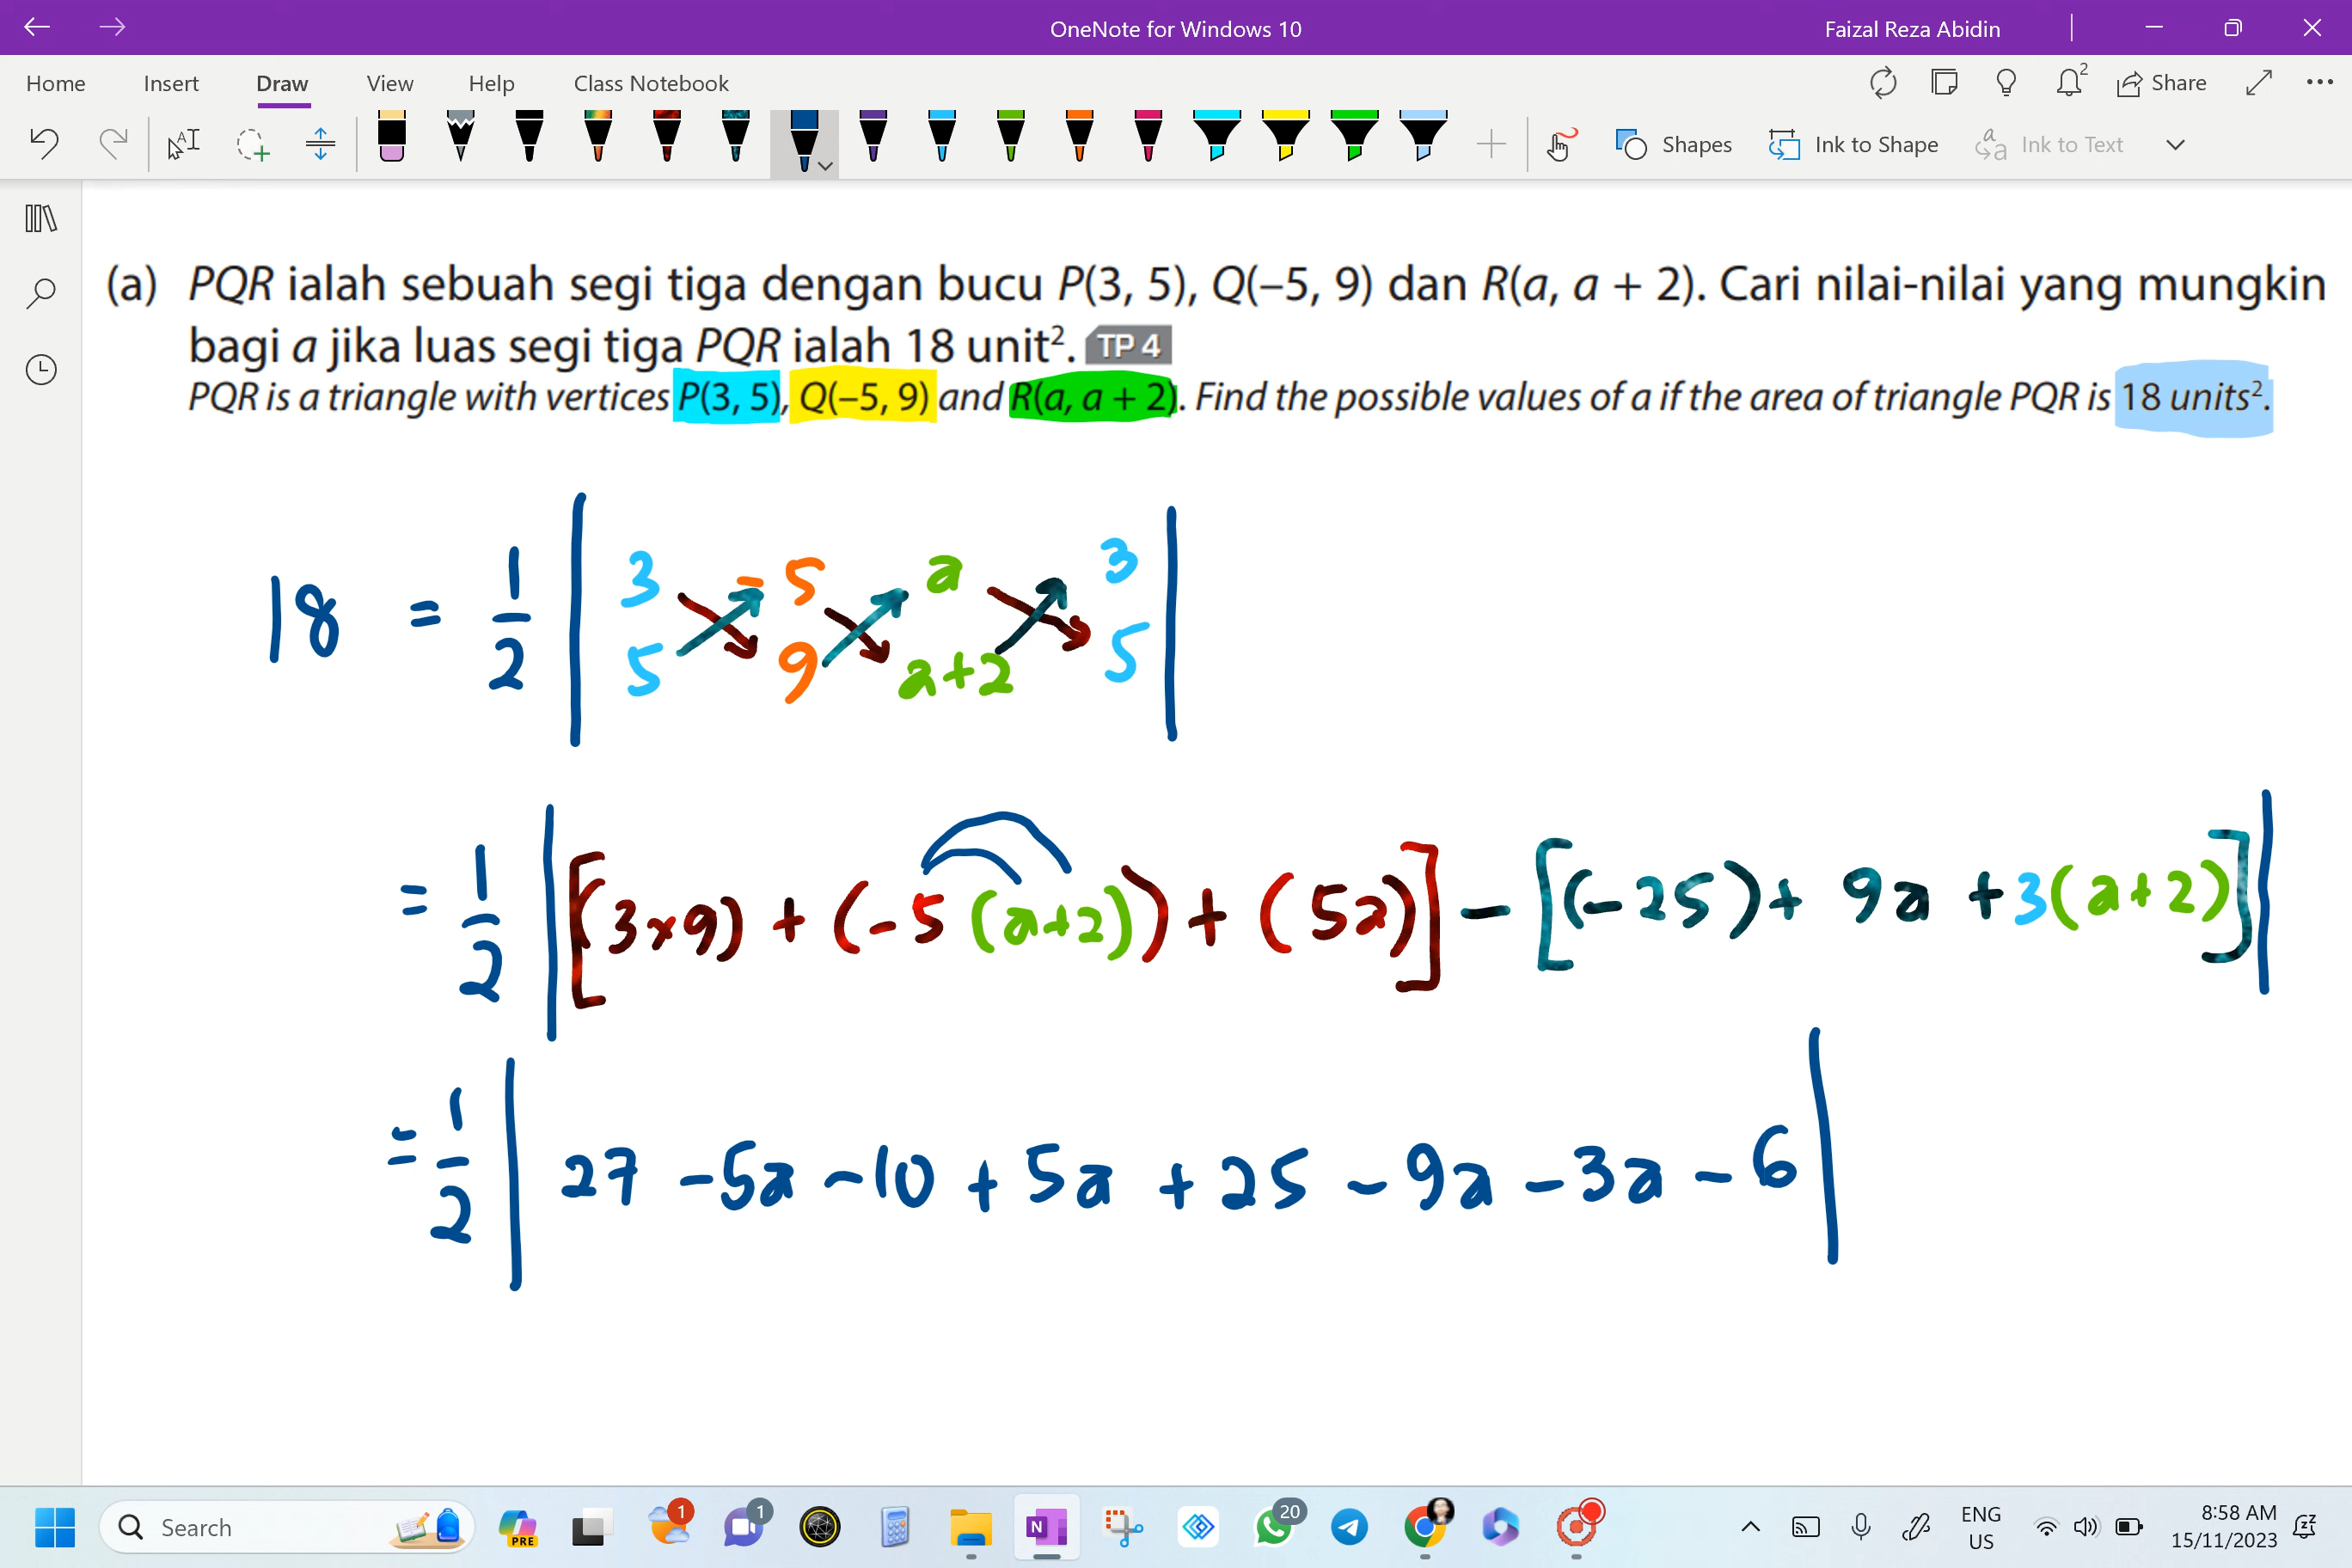 OneNote for Windows 10 Faizal Reza Abidin
Home Insert Draw View Help Class Notebook 2 Share
Shapes Ink to Shape Ink to Text
(a) PQR ialah sebuah segi tiga dengan bucu P(3, 5), Q(–5, 9) dan R(a, a + 2). Cari nilai-nilai yang mungkin
bagi a jika luas segi tiga PQR ialah 18 unit². TP 4
PQR is a triangle with vertices P(3, 5), Q(–5, 9) and R(a, a + 2). Find the possible values of a if the area of triangle PQR is 18 units².
18 = 1/2 | 3 -5 a 3
5 9 a+2 5 |
= 1/2 | [(3×9) + (-5(a+2)) + (5a)] - [(-25) + 9a + 3(a+2)] |
= 1/2 | 27 - 5a - 10 + 5a + 25 - 9a - 3a - 6 |
Search PRE 1 1 N 20 ENG 8:58 AM
US 15/11/2023